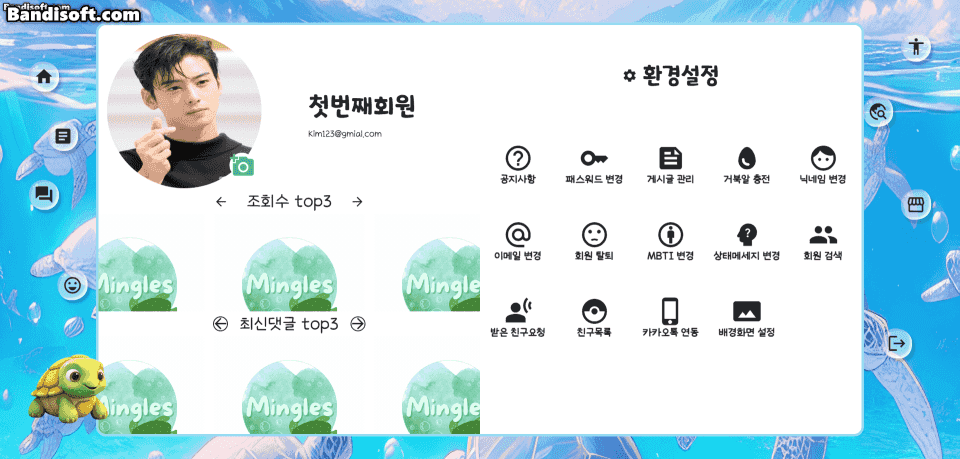 Bandisoft.com
Bandisoft.com
첫번째회원
Kim123@gmial.com
조회수 top3
Mingles
Mingles
Mingles
최신댓글 top3
Mingles
Mingles
Mingles
환경설정
공지사항
패스워드 변경
게시글 관리
거북알 충전
닉네임 변경
이메일 변경
회원 탈퇴
MBTI 변경
상태메세지 변경
회원 검색
받은 친구요청
친구목록
카카오톡 연동
배경화면 설정